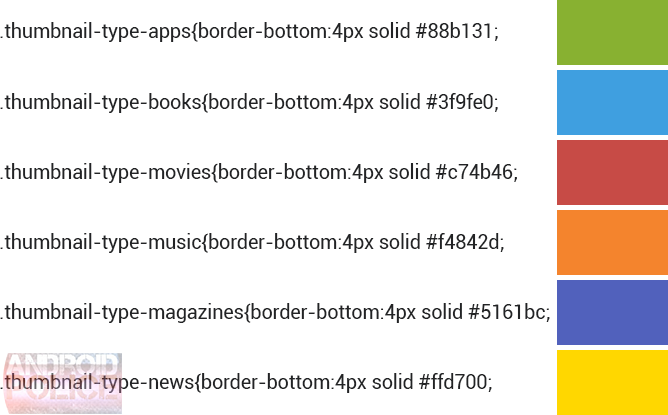 .thumbnail-type-apps{border-bottom:4px solid #88b131;
.thumbnail-type-books{border-bottom:4px solid #3f9fe0;
.thumbnail-type-movies{border-bottom:4px solid #c74b46;
.thumbnail-type-music{border-bottom:4px solid #f4842d;
.thumbnail-type-magazines{border-bottom:4px solid #5161bc;
ANDROID
.thumbnail-type-news{border-bottom:4px solid #ffd700;
POLICE